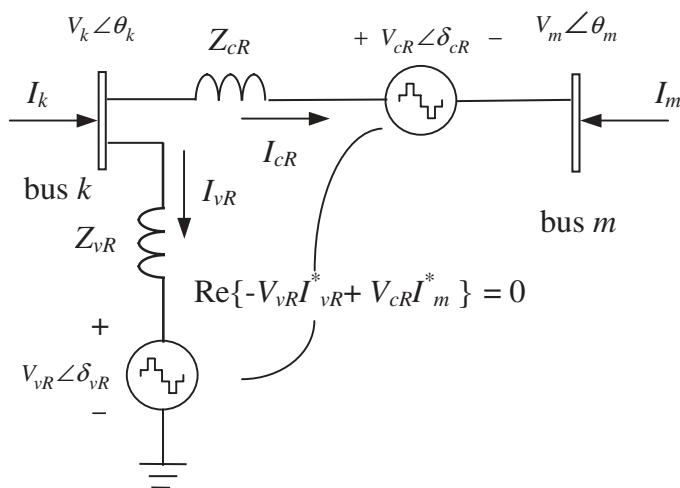 V_k∠θ_k
Z_cR
+ V_cR∠δ_cR −
V_m∠θ_m
I_k
I_m
I_cR
bus k
I_vR
bus m
Z_vR
Re{-V_vR I*_vR + V_cR I*_m } = 0
+
V_vR∠δ_vR
−